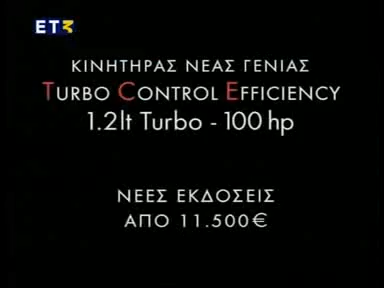 ET3
ΚΙΝΗΤΗΡΑΣ ΝΕΑΣ ΓΕΝΙΑΣ
TURBO CONTROL EFFICIENCY
1.2lt Turbo - 100 hp
ΝΕΕΣ ΕΚΔΟΣΕΙΣ
ΑΠΟ 11.500€